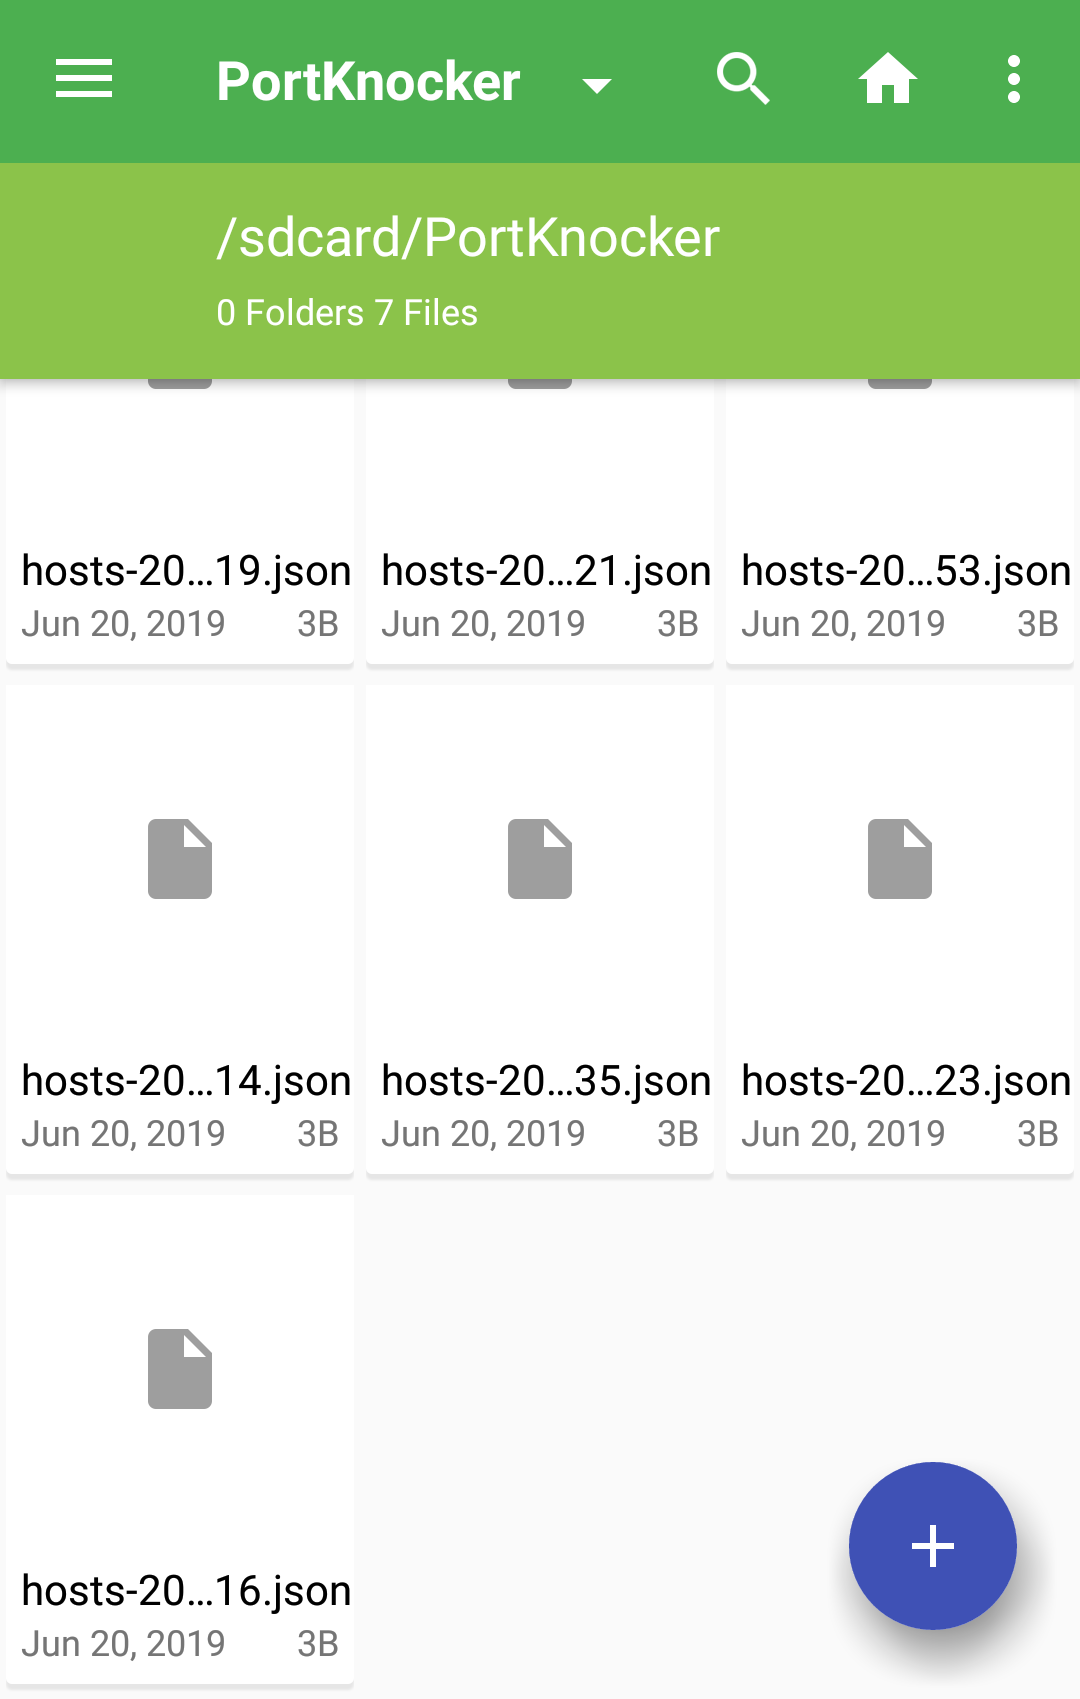 PortKnocker
/sdcard/PortKnocker
0 Folders 7 Files
hosts-20...19.json hosts-20...21.json hosts-20...53.json
Jun 20, 2019 3B Jun 20, 2019 3B Jun 20, 2019 3B
hosts-20...14.json hosts-20...35.json hosts-20...23.json
Jun 20, 2019 3B Jun 20, 2019 3B Jun 20, 2019 3B
hosts-20...16.json
Jun 20, 2019 3B